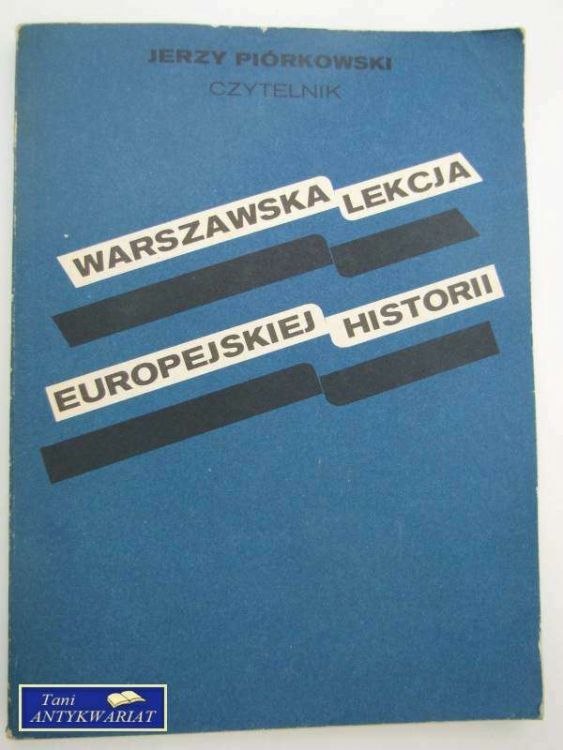 JERZY PIÓRKOWSKI
CZYTELNIK
WARSZAWSKA LEKCJA
EUROPEJSKIEJ HISTORII
Tani
ANTYKWARIAT